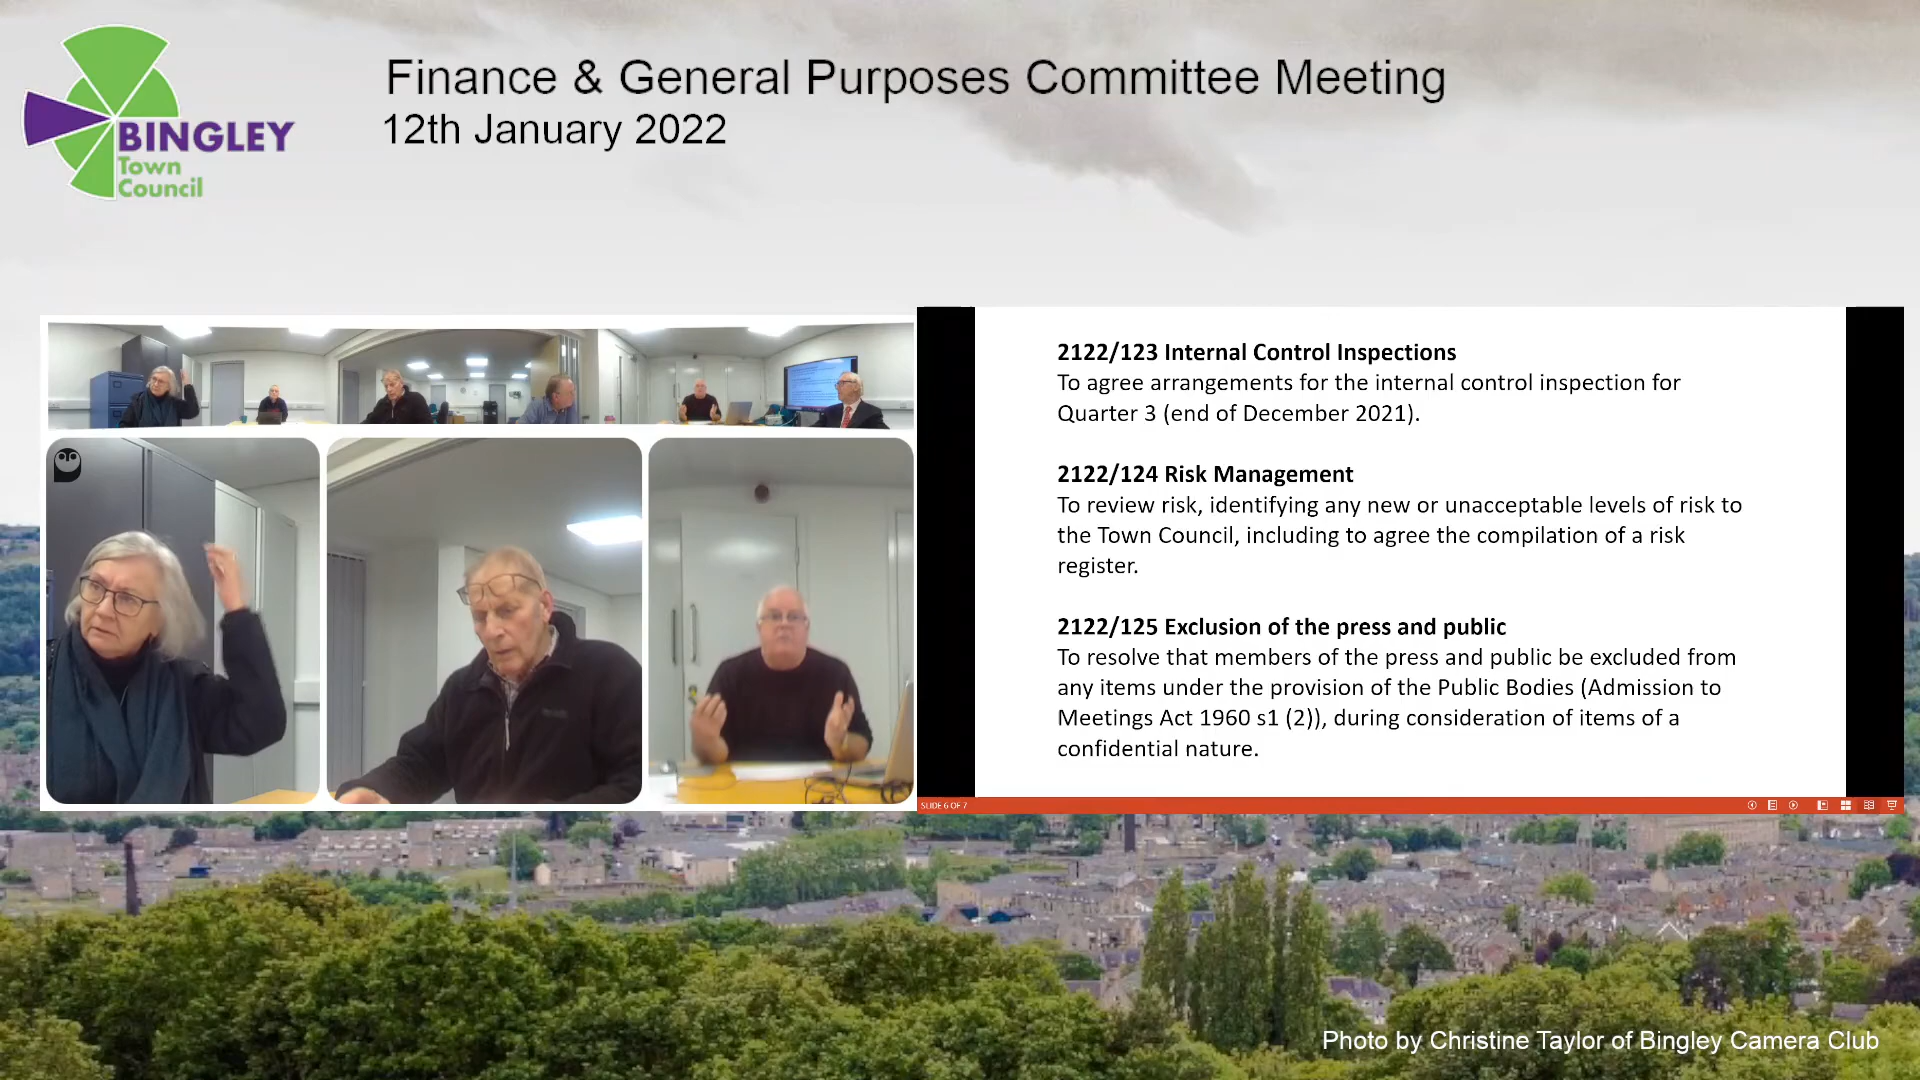 BINGLEY
Town
Council
Finance & General Purposes Committee Meeting
12th January 2022
2122/123 Internal Control Inspections
To agree arrangements for the internal control inspection for
Quarter 3 (end of December 2021).
2122/124 Risk Management
To review risk, identifying any new or unacceptable levels of risk to
the Town Council, including to agree the compilation of a risk
register.
2122/125 Exclusion of the press and public
To resolve that members of the press and public be excluded from
any items under the provision of the Public Bodies (Admission to
Meetings Act 1960 s1 (2)), during consideration of items of a
confidential nature.
SLIDE 6 OF 7
Photo by Christine Taylor of Bingley Camera Club